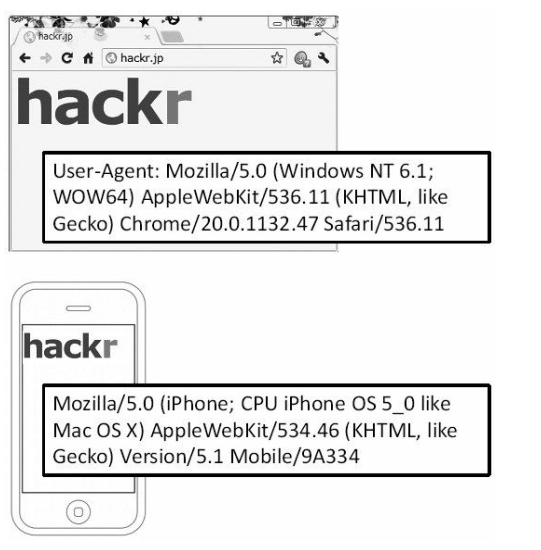 hackr.jp
hackr.jp
hackr
User-Agent: Mozilla/5.0 (Windows NT 6.1;
WOW64) AppleWebKit/536.11 (KHTML, like
Gecko) Chrome/20.0.1132.47 Safari/536.11
hackr
Mozilla/5.0 (iPhone; CPU iPhone OS 5_0 like
Mac OS X) AppleWebKit/534.46 (KHTML, like
Gecko) Version/5.1 Mobile/9A334